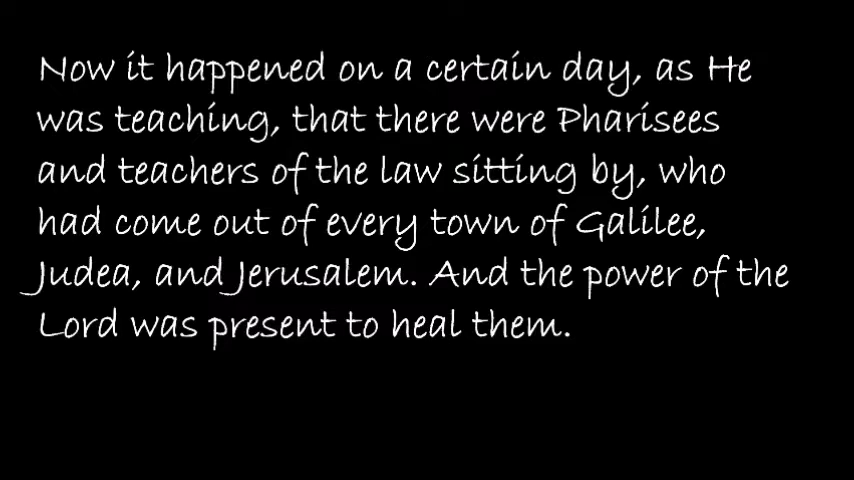 Now it happened on a certain day, as He
was teaching, that there were Pharisees
and teachers of the law sitting by, who
had come out of every town of Galilee,
Judea, and Jerusalem. And the power of the
Lord was present to heal them.